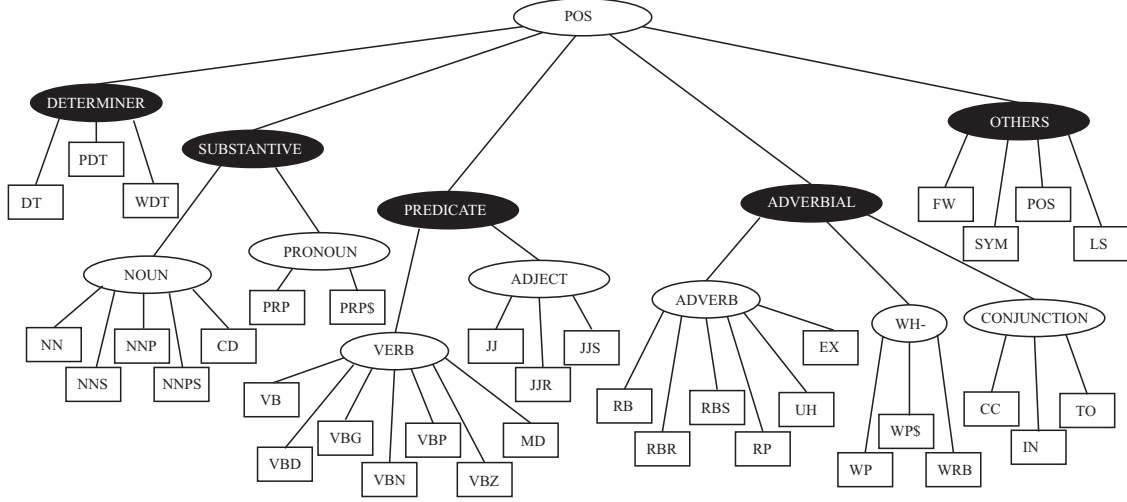 POS
DETERMINER
OTHERS
SUBSTANTIVE
PDT
DT
WDT
FW
POS
PREDICATE
ADVERBIAL
SYM
LS
PRONOUN
NOUN
ADJECT
ADVERB
PRP
PRP$
WH-
CONJUNCTION
NN
NNP
CD
VERB
JJ
JJS
EX
NNS
NNPS
JJR
VB
RB
RBS
UH
CC
TO
VBG
VBP
MD
WP$
RBR
RP
IN
VBD
VBN
VBZ
WP
WRB